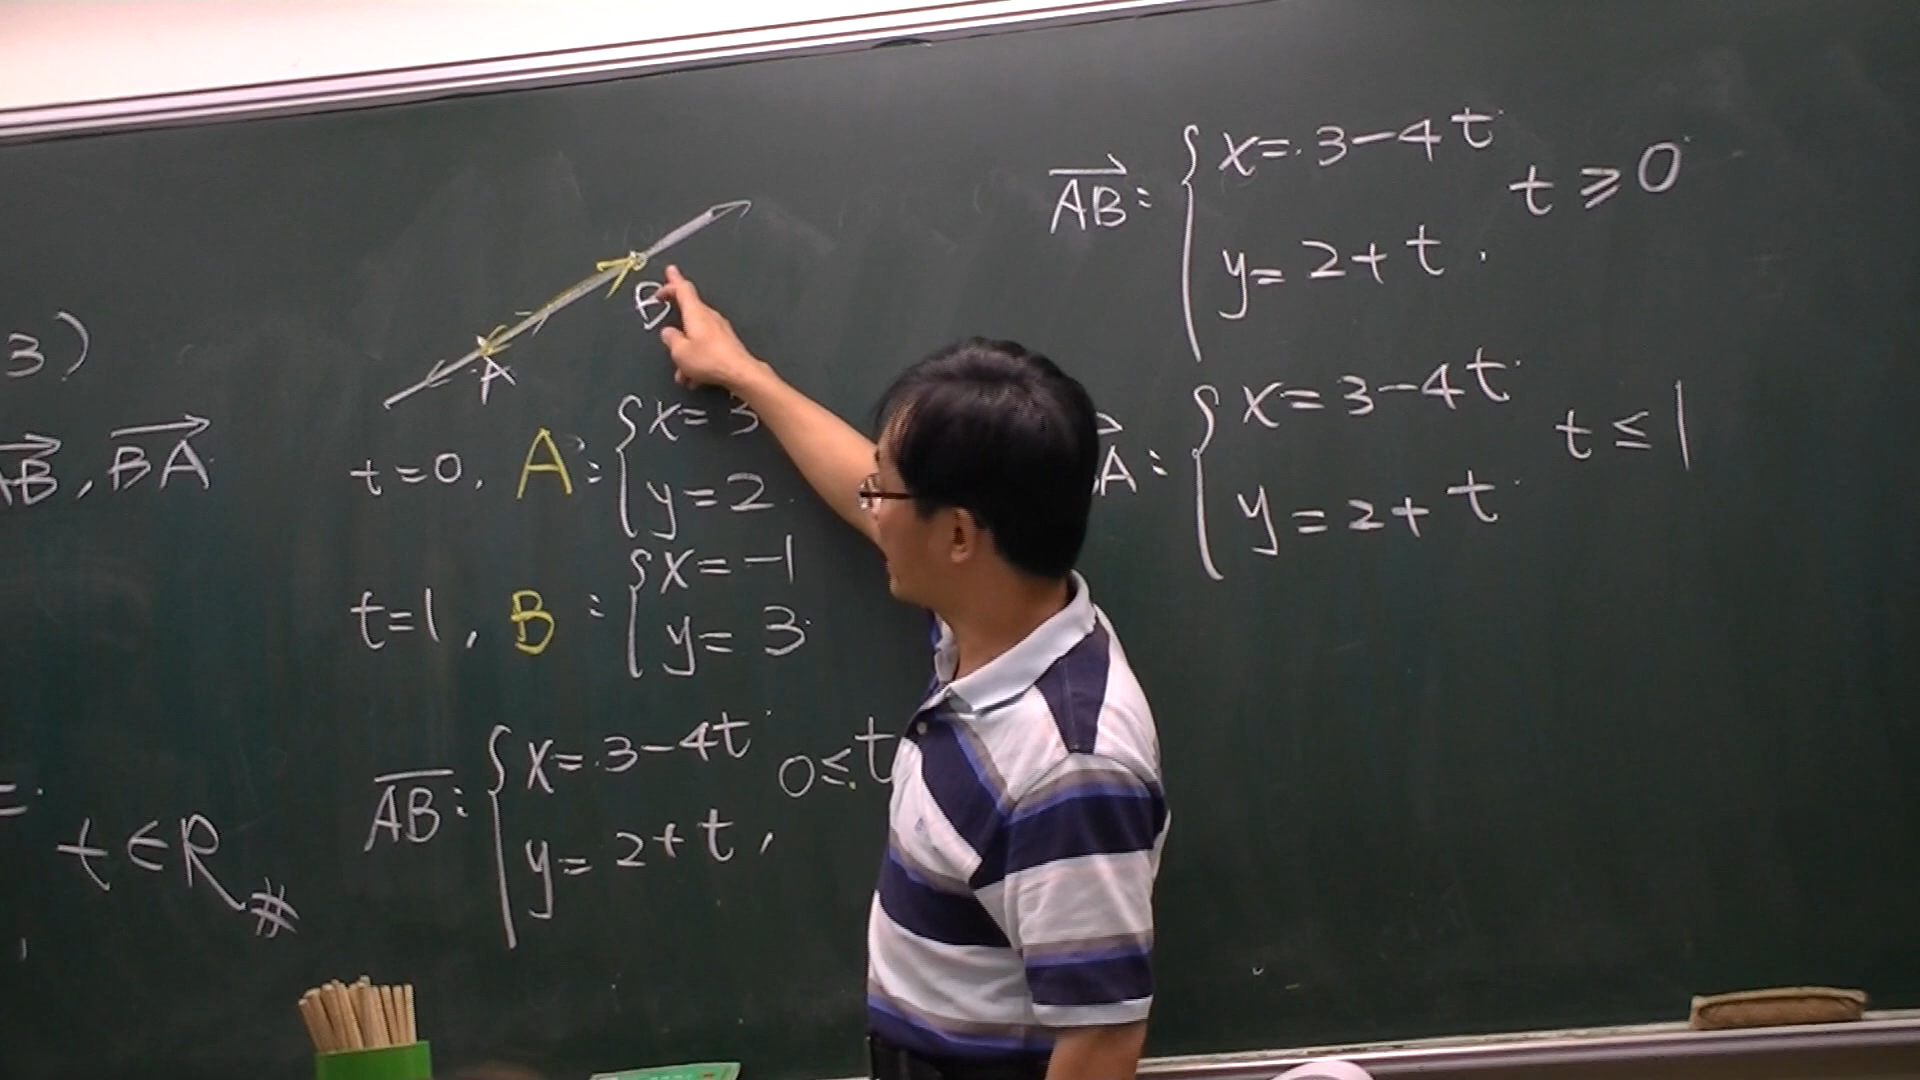 3)
AB, BA
=.
t∈R #
B
A
t=0, A: { x=3
y=2
t=1, B: { x=-1
y=3
AB: { x=3-4t
y=2+t, 0≤t
AB: { x=3-4t
y=2+t. t≥0
A: { x=3-4t
y=2+t t≤1